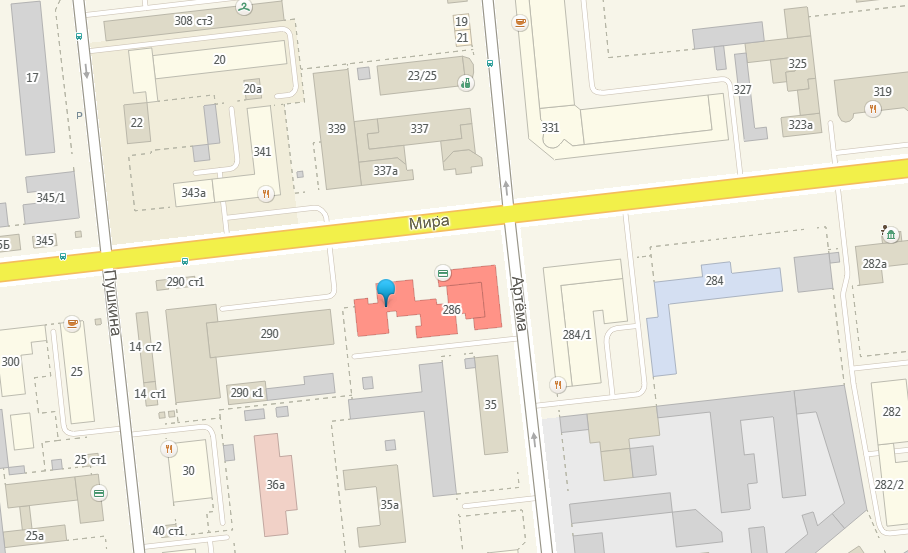 308 ст3
19
21
17
20
23/25
325
20а
327
319
22
339
337
331
323а
P
341
337а
343а
345/1
Мира
345
5Б
282а
290 ст1
284
Пушкина
Артёма
286
290
284/1
14 ст2
300
25
14 ст1
290 к1
35
282
25 ст1
30
36а
35а
282/2
40 ст1
25а